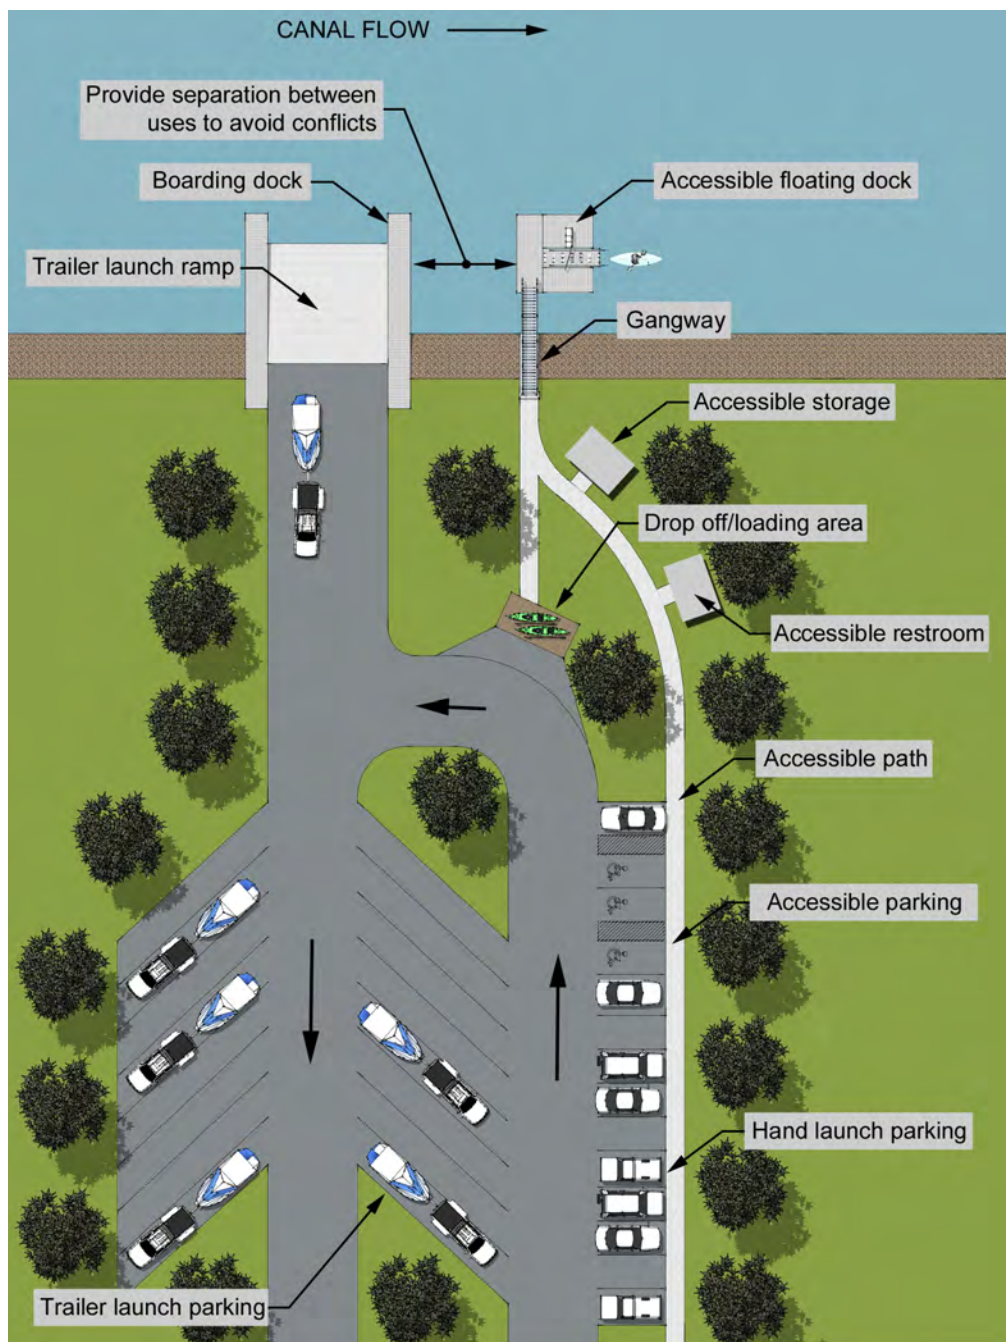 CANAL FLOW
Provide separation between
uses to avoid conflicts
Boarding dock
Accessible floating dock
Trailer launch ramp
Gangway
Accessible storage
Drop off/loading area
Accessible restroom
Accessible path
Accessible parking
Hand launch parking
Trailer launch parking